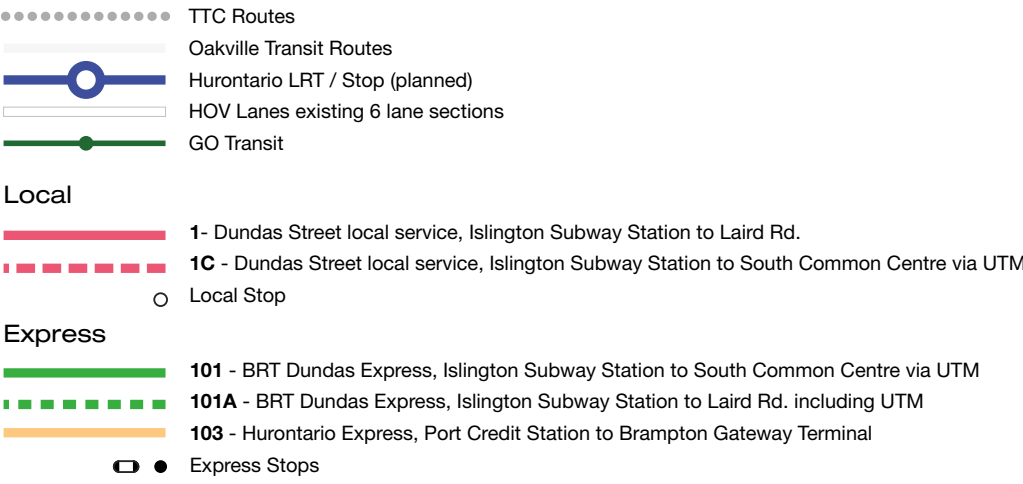 TTC Routes
Oakville Transit Routes
Hurontario LRT / Stop (planned)
HOV Lanes existing 6 lane sections
GO Transit
Local
1- Dundas Street local service, Islington Subway Station to Laird Rd.
1C - Dundas Street local service, Islington Subway Station to South Common Centre via UTM
Local Stop
Express
101 - BRT Dundas Express, Islington Subway Station to South Common Centre via UTM
101A - BRT Dundas Express, Islington Subway Station to Laird Rd. including UTM
103 - Hurontario Express, Port Credit Station to Brampton Gateway Terminal
Express Stops